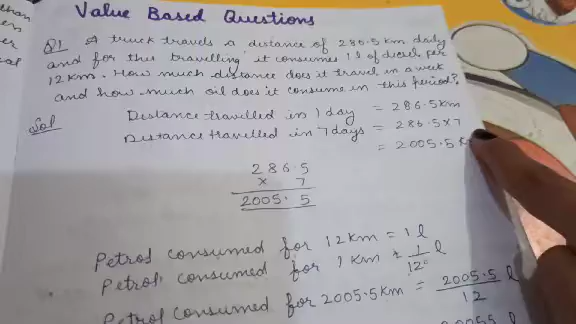 Value Based Questions
Q1 A truck travels a distance of 286.5 km daily
and for this travelling it consumes 1 l of diesel per
12 km. How much distance does it travel in a week
and how much oil does it consume in this period?
Sol Distance travelled in 1 day = 286.5 km
Distance travelled in 7 days = 286.5 x 7
= 2005.5
286.5
x 7
2005.5
Petrol consumed for 12 km = 1 l
Petrol consumed for 1 km = 1/12 l
Petrol consumed for 2005.5 km = 2005.5/12 l